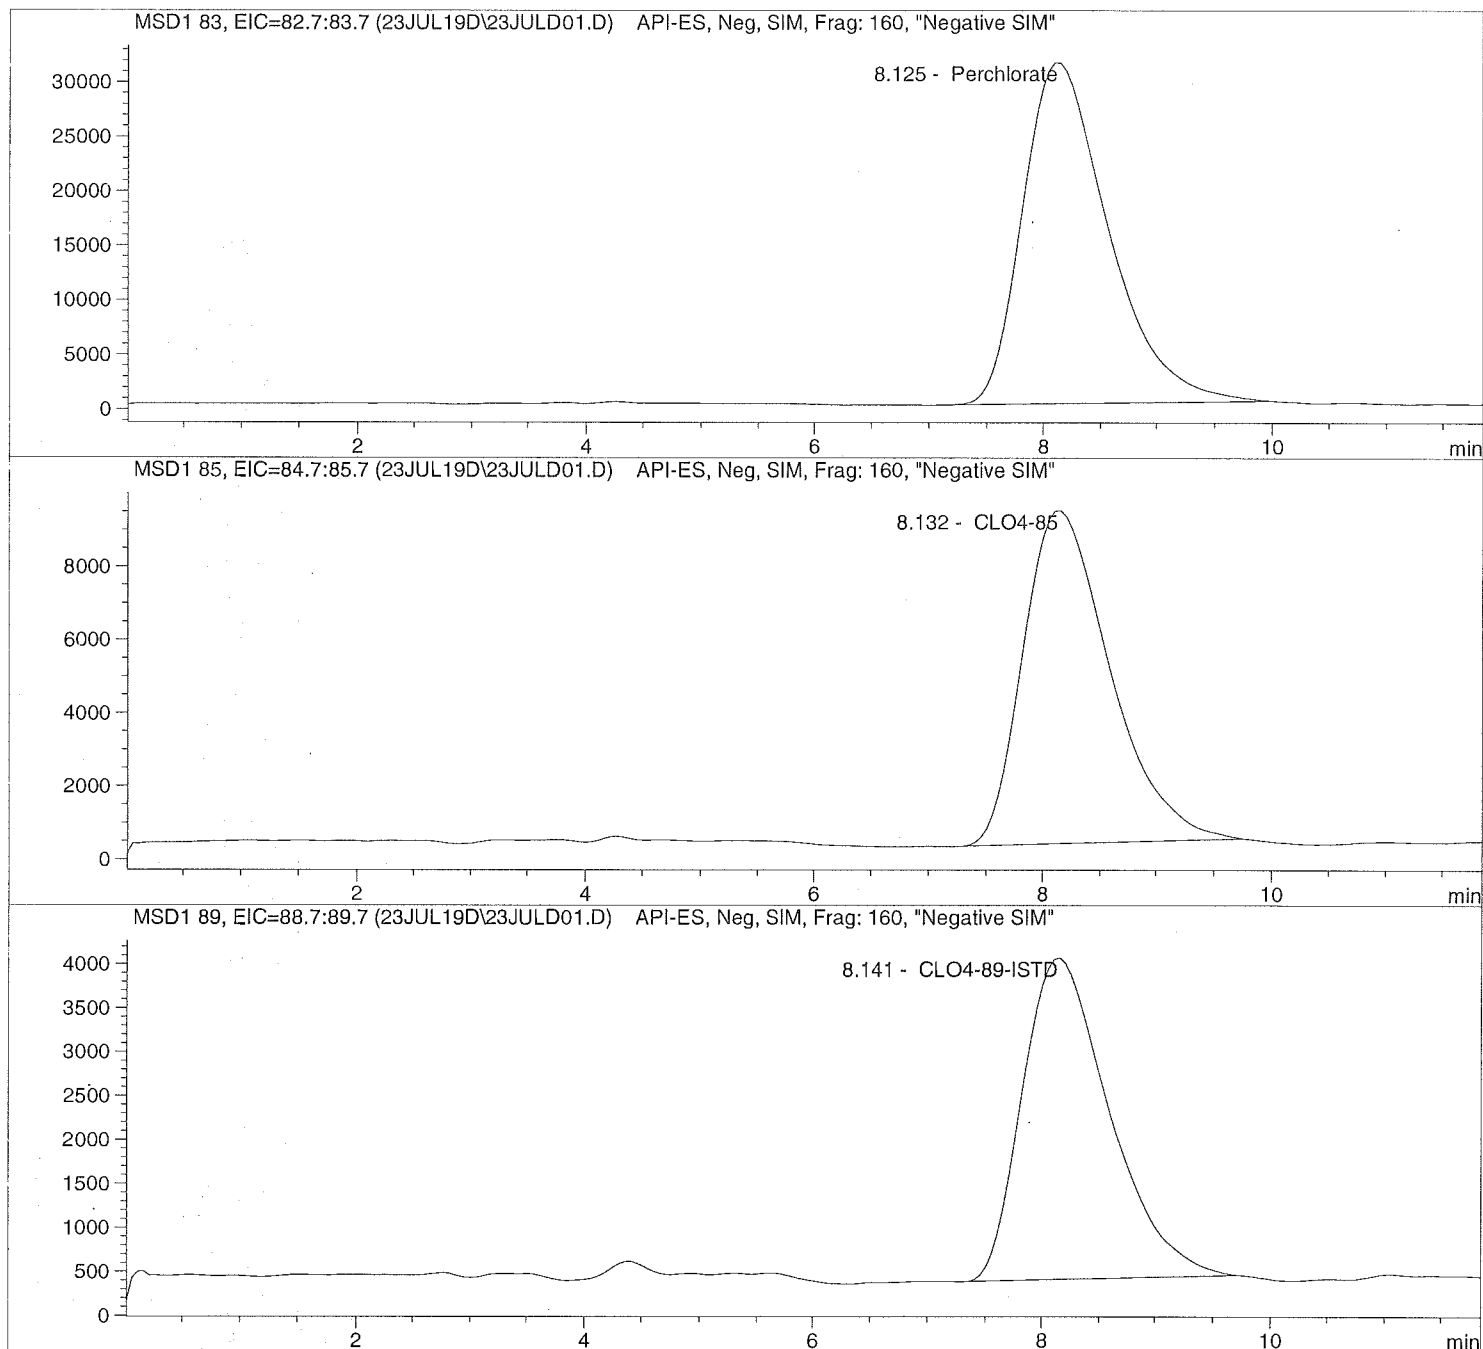 MSD1 83, EIC=82.7:83.7 (23JUL19D\23JULD01.D) API-ES, Neg, SIM, Frag: 160, "Negative SIM"
8.125 - Perchlorate
30000
25000
20000
15000
10000
5000
0
2 4 6 8 10 min
MSD1 85, EIC=84.7:85.7 (23JUL19D\23JULD01.D) API-ES, Neg, SIM, Frag: 160, "Negative SIM"
8.132 - CLO4-85
8000
6000
4000
2000
0
2 4 6 8 10 min
MSD1 89, EIC=88.7:89.7 (23JUL19D\23JULD01.D) API-ES, Neg, SIM, Frag: 160, "Negative SIM"
8.141 - CLO4-89-ISTD
4000
3500
3000
2500
2000
1500
1000
500
0
2 4 6 8 10 min